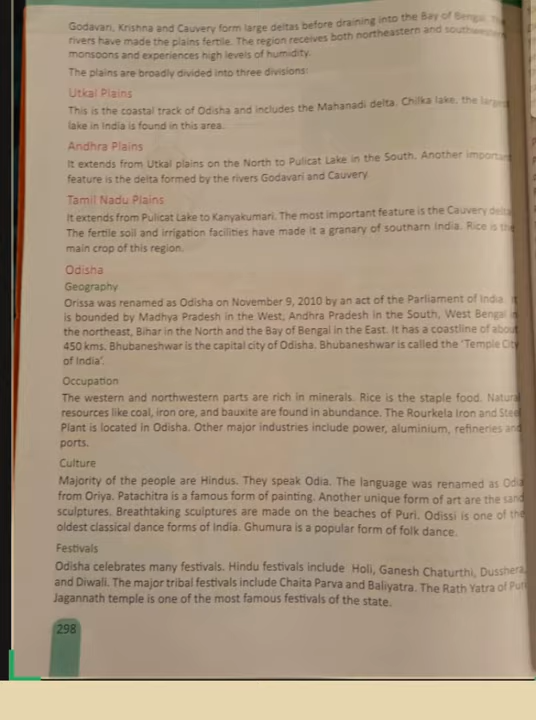 Godavari, Krishna and Cauvery form large deltas before draining into the Bay of Bengal. The
rivers have made the plains fertile. The region receives both northeastern and southwestern
monsoons and experiences high levels of humidity.
The plains are broadly divided into three divisions:
Utkal Plains
This is the coastal track of Odisha and includes the Mahanadi delta. Chilka lake, the largest
lake in India is found in this area.
Andhra Plains
It extends from Utkal plains on the North to Pulicat Lake in the South. Another important
feature is the delta formed by the rivers Godavari and Cauvery.
Tamil Nadu Plains
It extends from Pulicat Lake to Kanyakumari. The most important feature is the Cauvery delta
The fertile soil and irrigation facilities have made it a granary of southarn India. Rice is the
main crop of this region.
Odisha
Geography
Orissa was renamed as Odisha on November 9, 2010 by an act of the Parliament of India. It
is bounded by Madhya Pradesh in the West, Andhra Pradesh in the South, West Bengal in
the northeast, Bihar in the North and the Bay of Bengal in the East. It has a coastline of about
450 kms. Bhubaneshwar is the capital city of Odisha. Bhubaneshwar is called the 'Temple City
of India'.
Occupation
The western and northwestern parts are rich in minerals. Rice is the staple food. Natural
resources like coal, iron ore, and bauxite are found in abundance. The Rourkela Iron and Steel
Plant is located in Odisha. Other major industries include power, aluminium, refineries and
ports.
Culture
Majority of the people are Hindus. They speak Odia. The language was renamed as Odia
from Oriya. Patachitra is a famous form of painting. Another unique form of art are the sand
sculptures. Breathtaking sculptures are made on the beaches of Puri. Odissi is one of the
oldest classical dance forms of India. Ghumura is a popular form of folk dance.
Festivals
Odisha celebrates many festivals. Hindu festivals include Holi, Ganesh Chaturthi, Dusshera,
and Diwali. The major tribal festivals include Chaita Parva and Baliyatra. The Rath Yatra of Puri
Jagannath temple is one of the most famous festivals of the state.
298